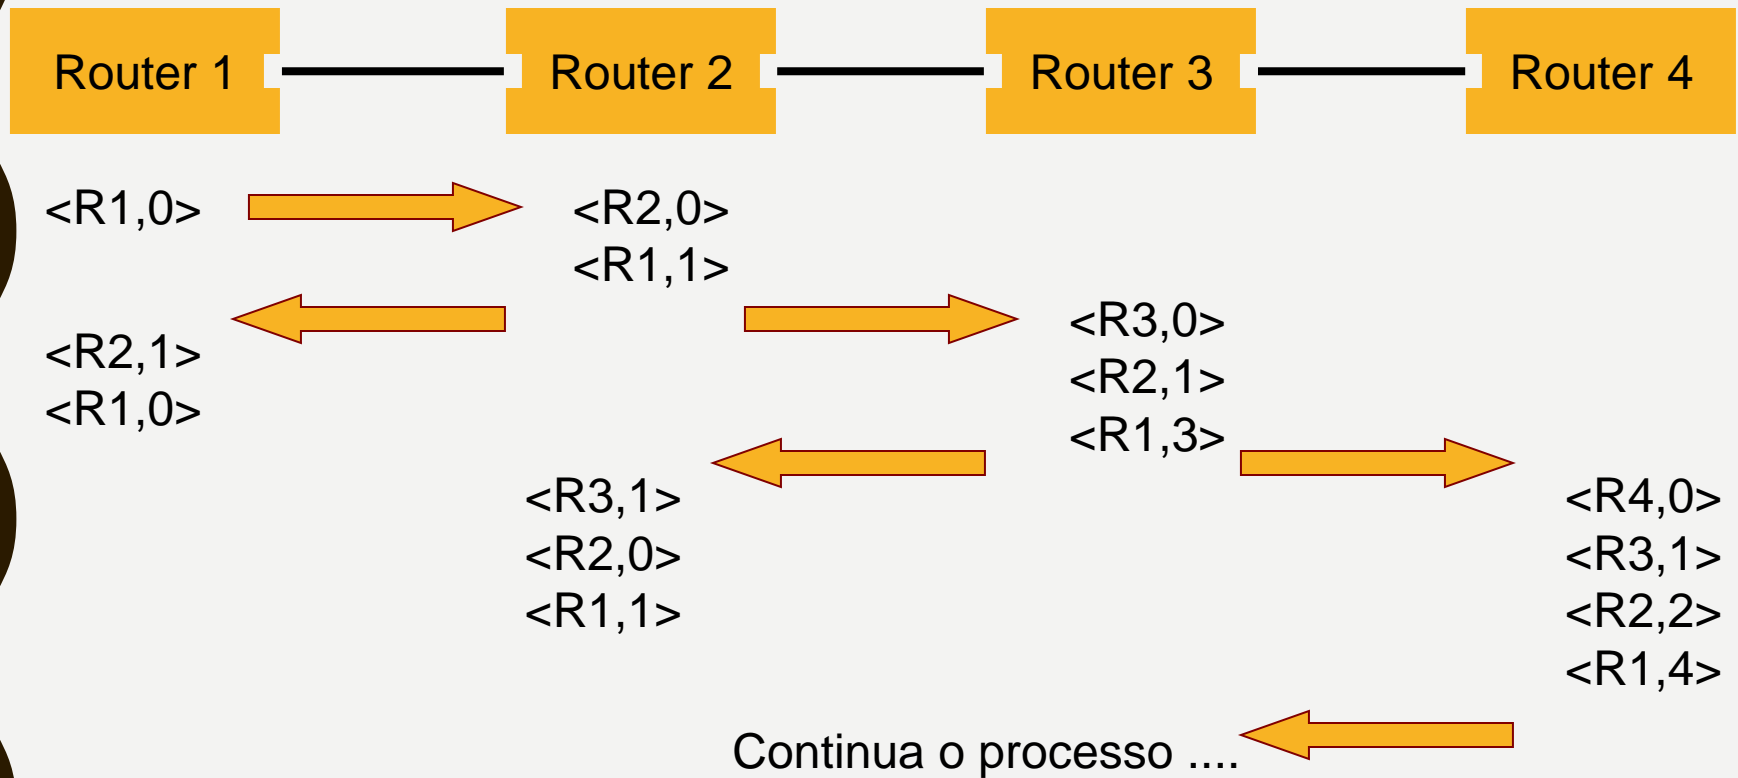 Router 1 Router 2 Router 3 Router 4
<R1,0> <R2,0>
<R1,1>
<R3,0>
<R2,1> <R2,1>
<R1,0> <R1,3>
<R3,1> <R4,0>
<R2,0> <R3,1>
<R1,1> <R2,2>
<R1,4>
Continua o processo ....